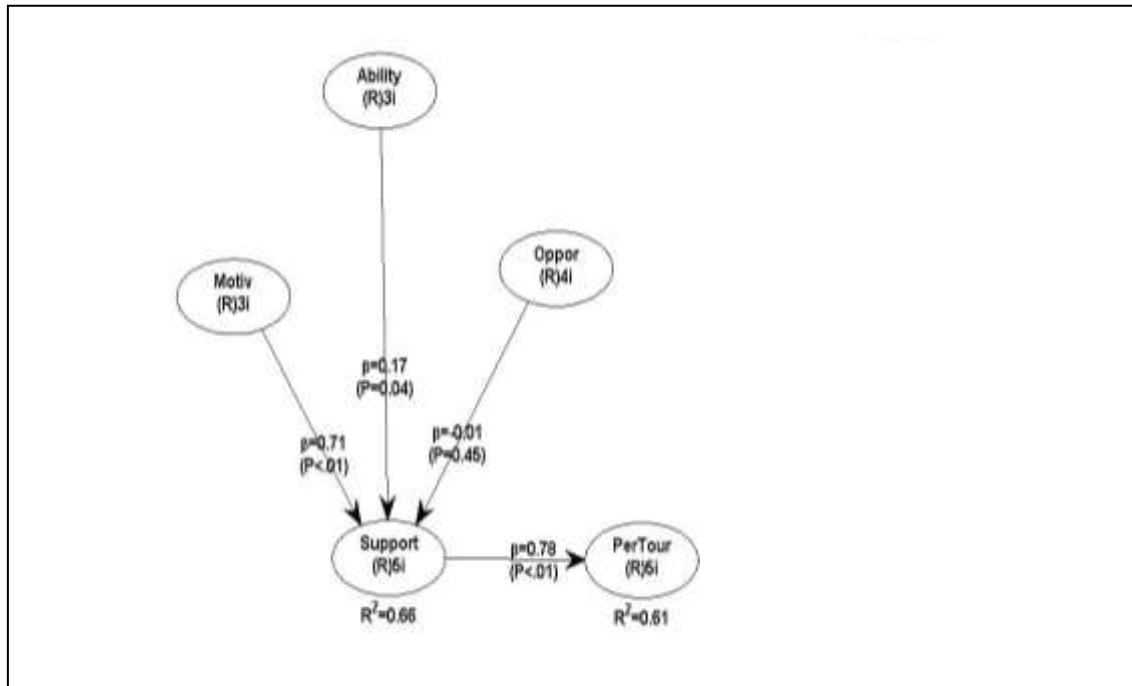 Ability
(R)3i
Oppor
(R)4i
Motiv
(R)3i
β=0.17
(P=0.04)
β=-0.01
(P=0.45)
β=0.71
(P<.01)
Support
(R)5i
β=0.78
(P<.01)
PerTour
(R)5i
R²=0.66
R²=0.61